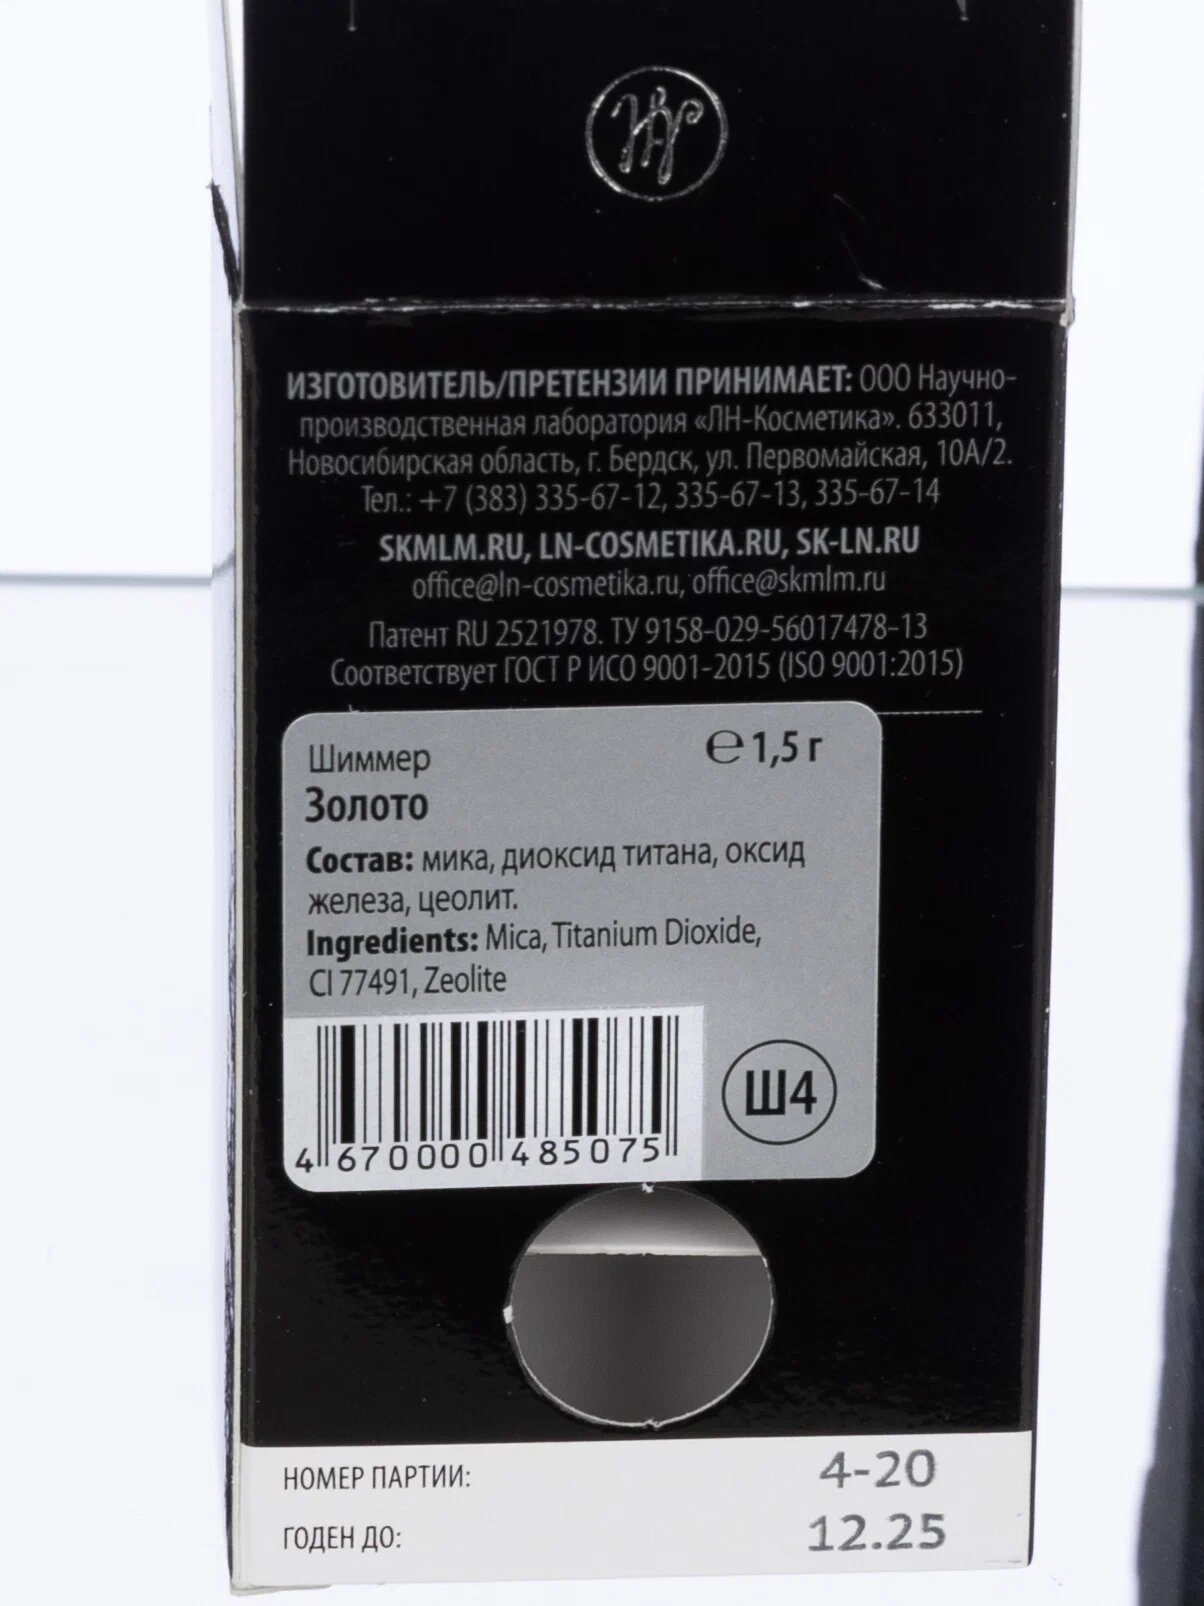 ИЗГОТОВИТЕЛЬ/ПРЕТЕНЗИИ ПРИНИМАЕТ: ООО Научно-
производственная лаборатория «ЛН-Косметика». 633011,
Новосибирская область, г. Бердск, ул. Первомайская, 10А/2.
Тел.: +7 (383) 335-67-12, 335-67-13, 335-67-14
SKMLM.RU, LN-COSMETIKA.RU, SK-LN.RU
office@ln-cosmetika.ru, office@skmlm.ru
Патент RU 2521978. ТУ 9158-029-56017478-13
Соответствует ГОСТ Р ИСО 9001-2015 (ISO 9001:2015)
Шиммер ℮ 1,5 г
Золото
Состав: мика, диоксид титана, оксид
железа, цеолит.
Ingredients: Mica, Titanium Dioxide,
CI 77491, Zeolite
Ш4
4 670000 485075
НОМЕР ПАРТИИ: 4-20
ГОДЕН ДО: 12.25